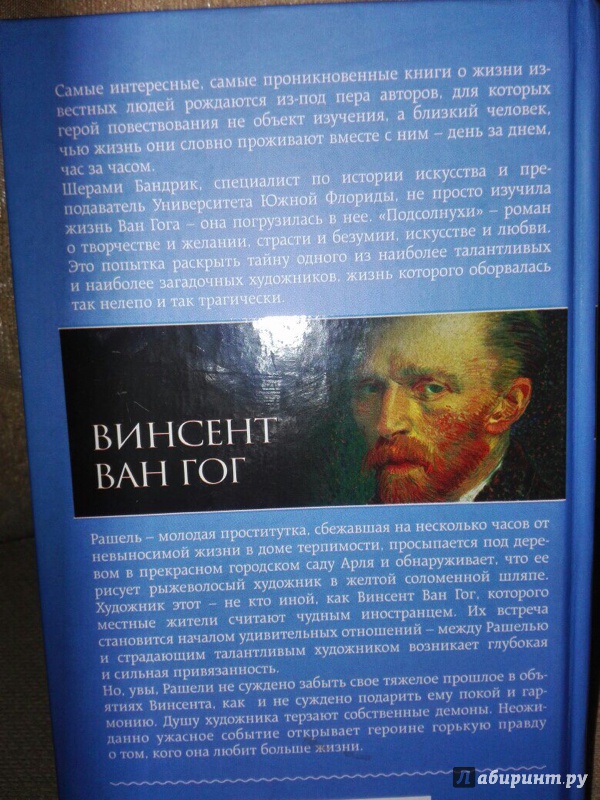 Самые интересные, самые проникновенные книги о жизни из-
вестных людей рождаются из-под пера авторов, для которых
герой повествования не объект изучения, а близкий человек,
чью жизнь они словно проживают вместе с ним – день за днем,
час за часом.
Шерами Бандрик, специалист по истории искусства и пре-
подаватель Университета Южной Флориды, не просто изучила
жизнь Ван Гога – она погрузилась в нее. «Подсолнухи» – роман
о творчестве и желании, страсти и безумии, искусстве и любви.
Это попытка раскрыть тайну одного из наиболее талантливых
и наиболее загадочных художников, жизнь которого оборвалась
так нелепо и так трагически.
ВИНСЕНТ
ВАН ГОГ
Рашель – молодая проститутка, сбежавшая на несколько часов от
невыносимой жизни в доме терпимости, просыпается под дере-
вом в прекрасном городском саду Арля и обнаруживает, что ее
рисует рыжеволосый художник в желтой соломенной шляпе.
Художник этот – не кто иной, как Винсент Ван Гог, которого
местные жители считают чудным иностранцем. Их встреча
становится началом удивительных отношений – между Рашелью
и страдающим талантливым художником возникает глубокая
и сильная привязанность.
Но, увы, Рашели не суждено забыть свое тяжелое прошлое в объ-
ятиях Винсента, как и не суждено подарить ему покой и гар-
монию. Душу художника терзают собственные демоны. Неожи-
данно ужасное событие открывает героине горькую правду
о том, кого она любит больше жизни.
Лабиринт.ру